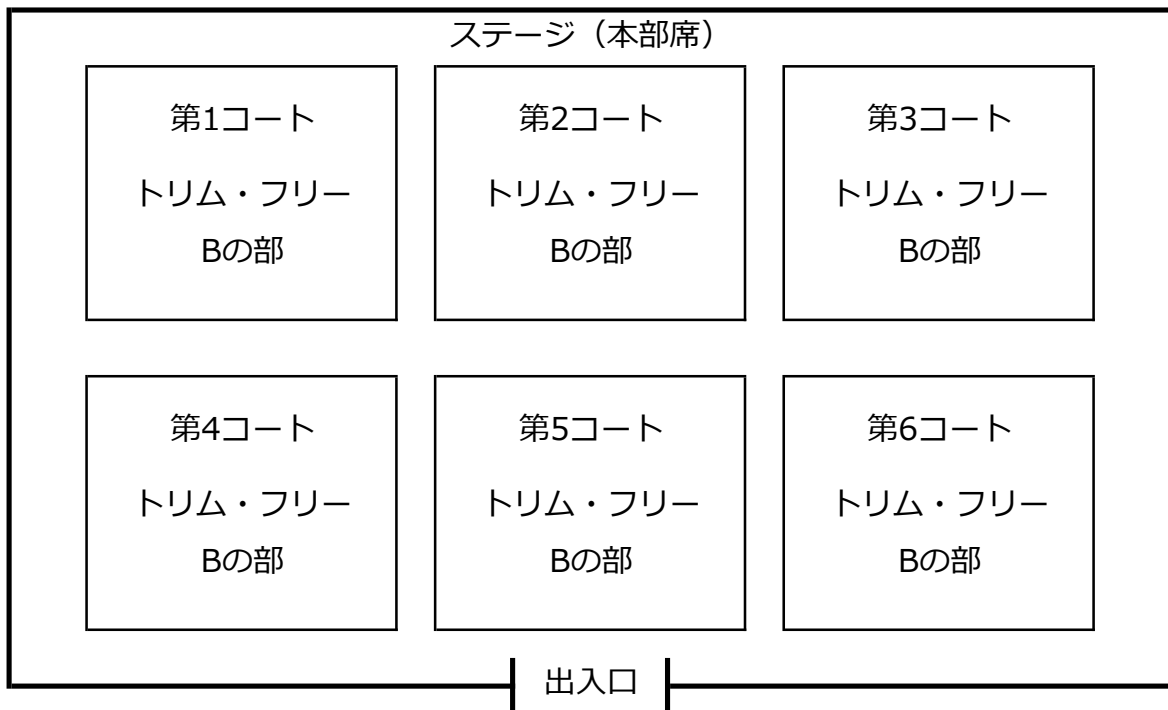 ステージ（本部席）
第1コート
トリム・フリー
Bの部
第2コート
トリム・フリー
Bの部
第3コート
トリム・フリー
Bの部
第4コート
トリム・フリー
Bの部
第5コート
トリム・フリー
Bの部
第6コート
トリム・フリー
Bの部
出入口